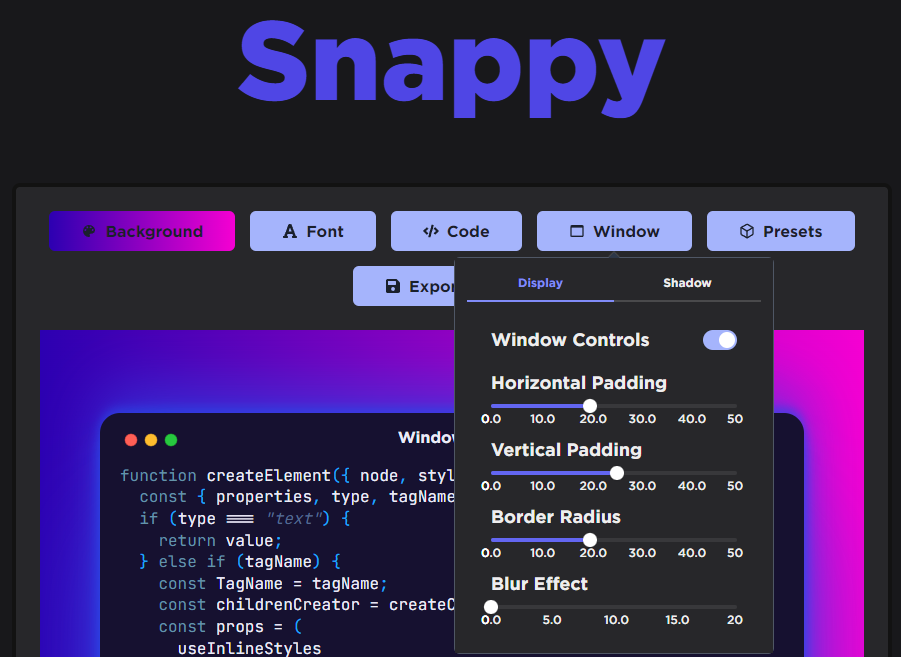 Snappy
Background Font Code Window Presets
Expor
Display Shadow
Window Controls
Horizontal Padding
0.0 10.0 20.0 30.0 40.0 50
Vertical Padding
0.0 10.0 20.0 30.0 40.0 50
Border Radius
0.0 10.0 20.0 30.0 40.0 50
Blur Effect
0.0 5.0 10.0 15.0 20
Window
function createElement({ node, styl
const { properties, type, tagName
if (type === "text") {
return value;
} else if (tagName) {
const TagName = tagName;
const childrenCreator = createC
const props = (
useInlineStyles